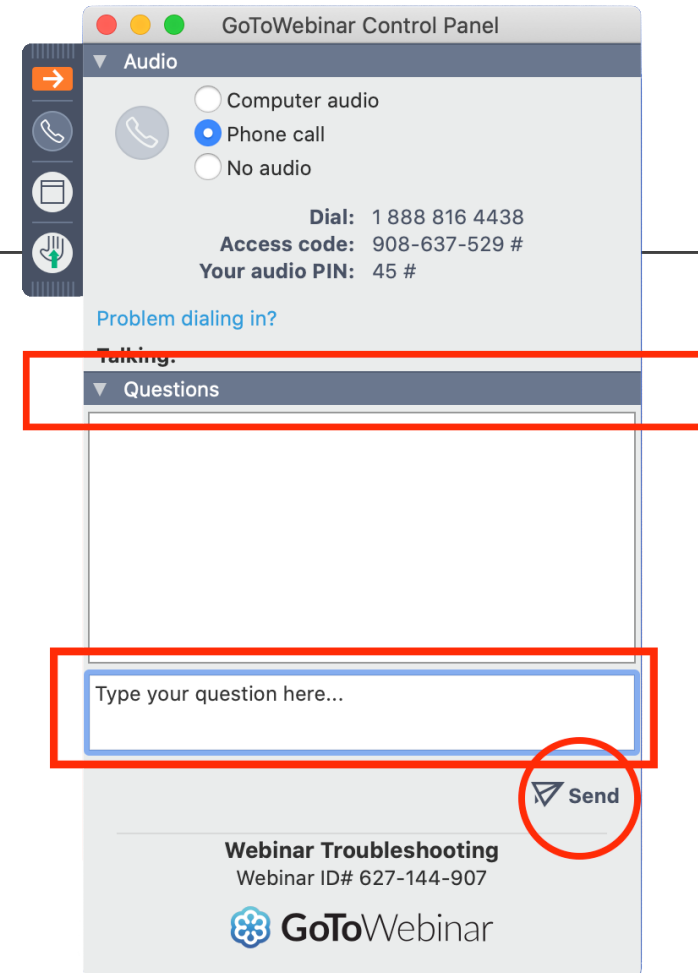 GoToWebinar Control Panel
Audio
Computer audio
Phone call
No audio
Dial: 1 888 816 4438
Access code: 908-637-529 #
Your audio PIN: 45 #
Problem dialing in?
Talking:
Questions
Type your question here...
Send
Webinar Troubleshooting
Webinar ID# 627-144-907
GoToWebinar